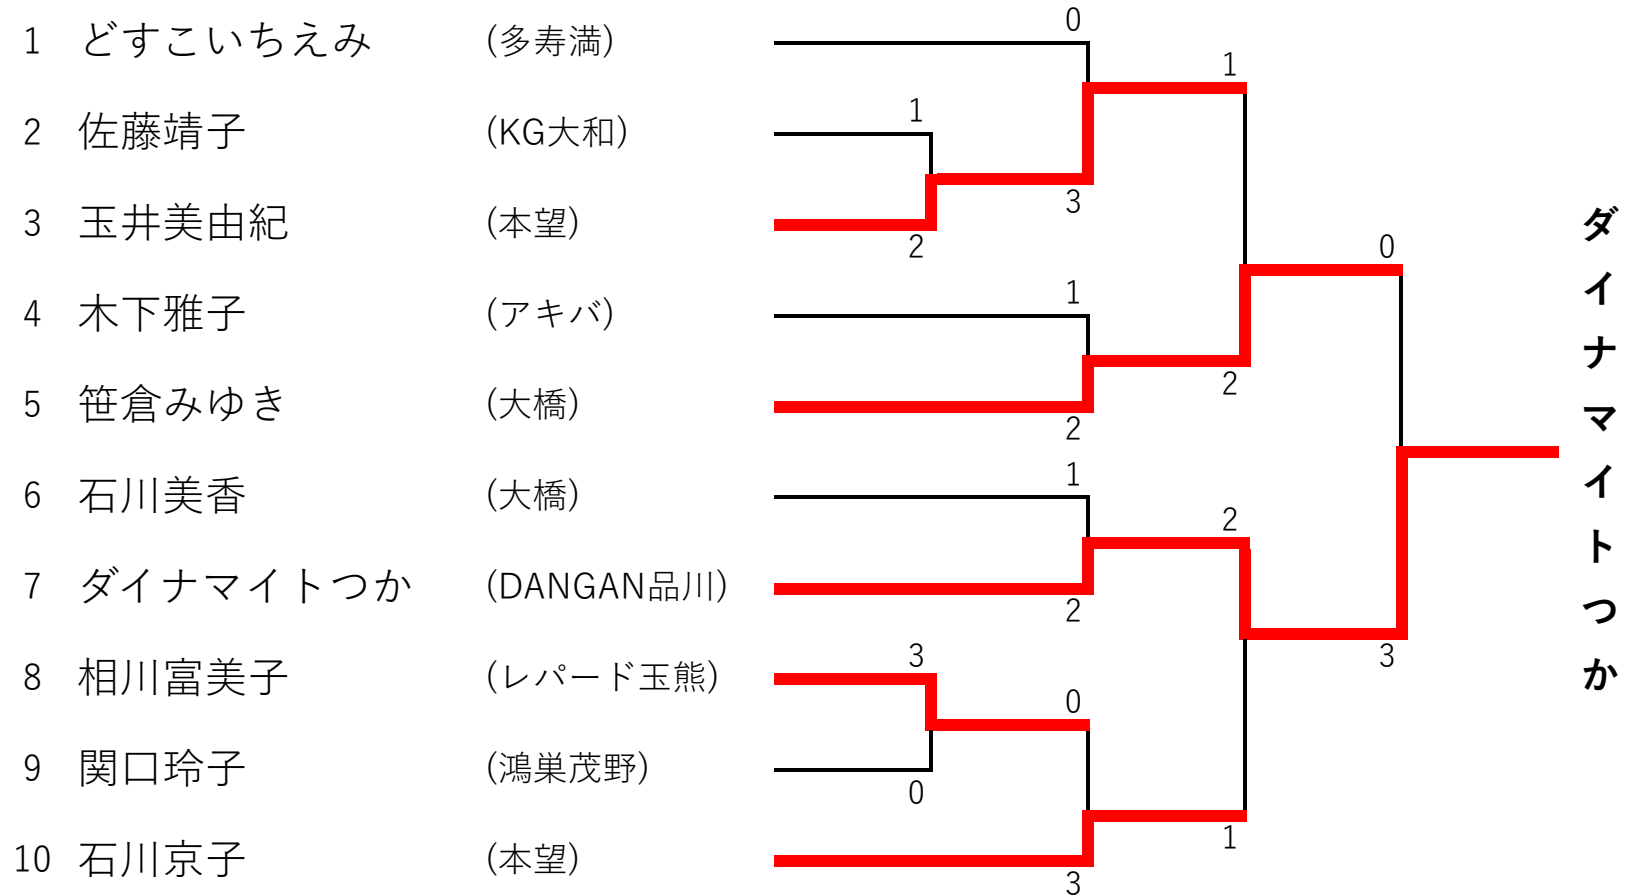 0
1 どすこいちえみ (多寿満)
1
1
2 佐藤靖子 (KG大和)
3
3 玉井美由紀 (本望)
2
0
1
4 木下雅子 (アキバ)
2
5 笹倉みゆき (大橋)
2
1
6 石川美香 (大橋)
2
7 ダイナマイトつか (DANGAN品川)
2
3
3
8 相川富美子 (レパード玉熊)
0
9 関口玲子 (鴻巣茂野)
0
1
10 石川京子 (本望)
3
ダイナマイトつか